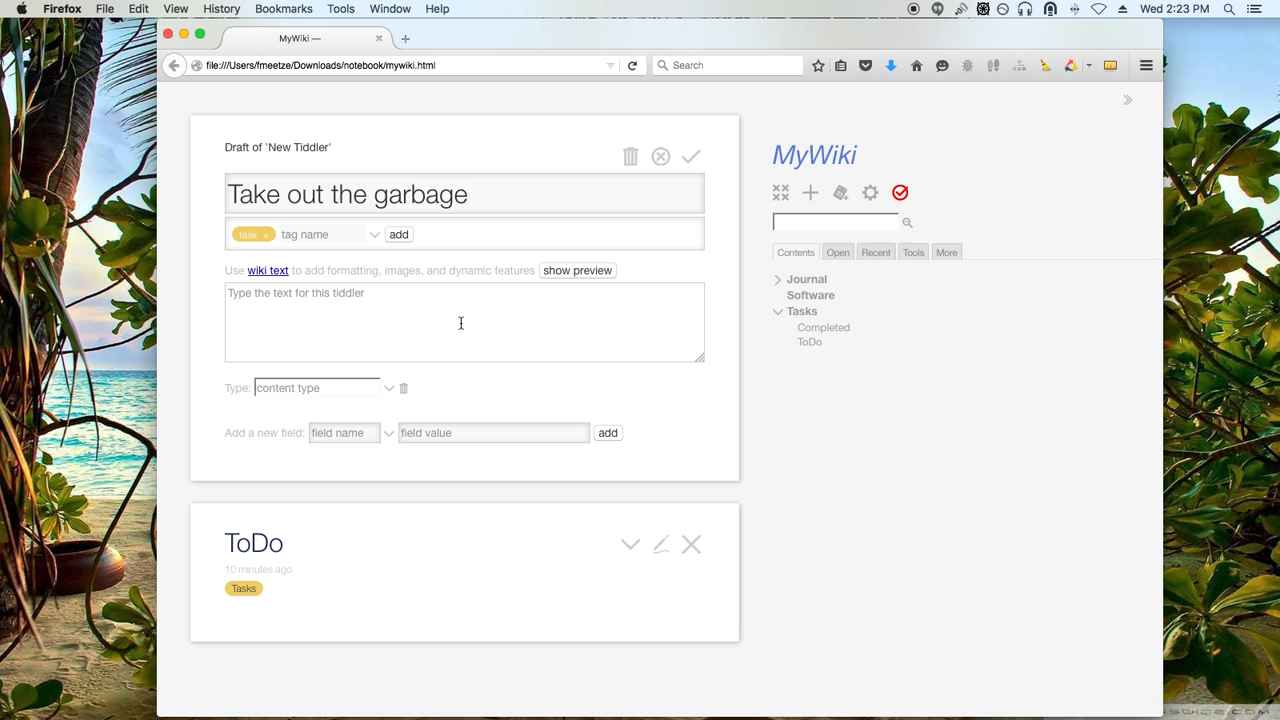 Firefox File Edit View History Bookmarks Tools Window Help Wed 2:23 PM
MyWiki — 
file:///Users/fmeetze/Downloads/notebook/mywiki.html Search
Draft of 'New Tiddler'
Take out the garbage
task × tag name add
Use wiki text to add formatting, images, and dynamic features show preview
Type the text for this tiddler
Type: content type
Add a new field: field name field value add
ToDo
10 minutes ago
Tasks
MyWiki
Contents Open Recent Tools More
Journal
Software
Tasks
Completed
ToDo